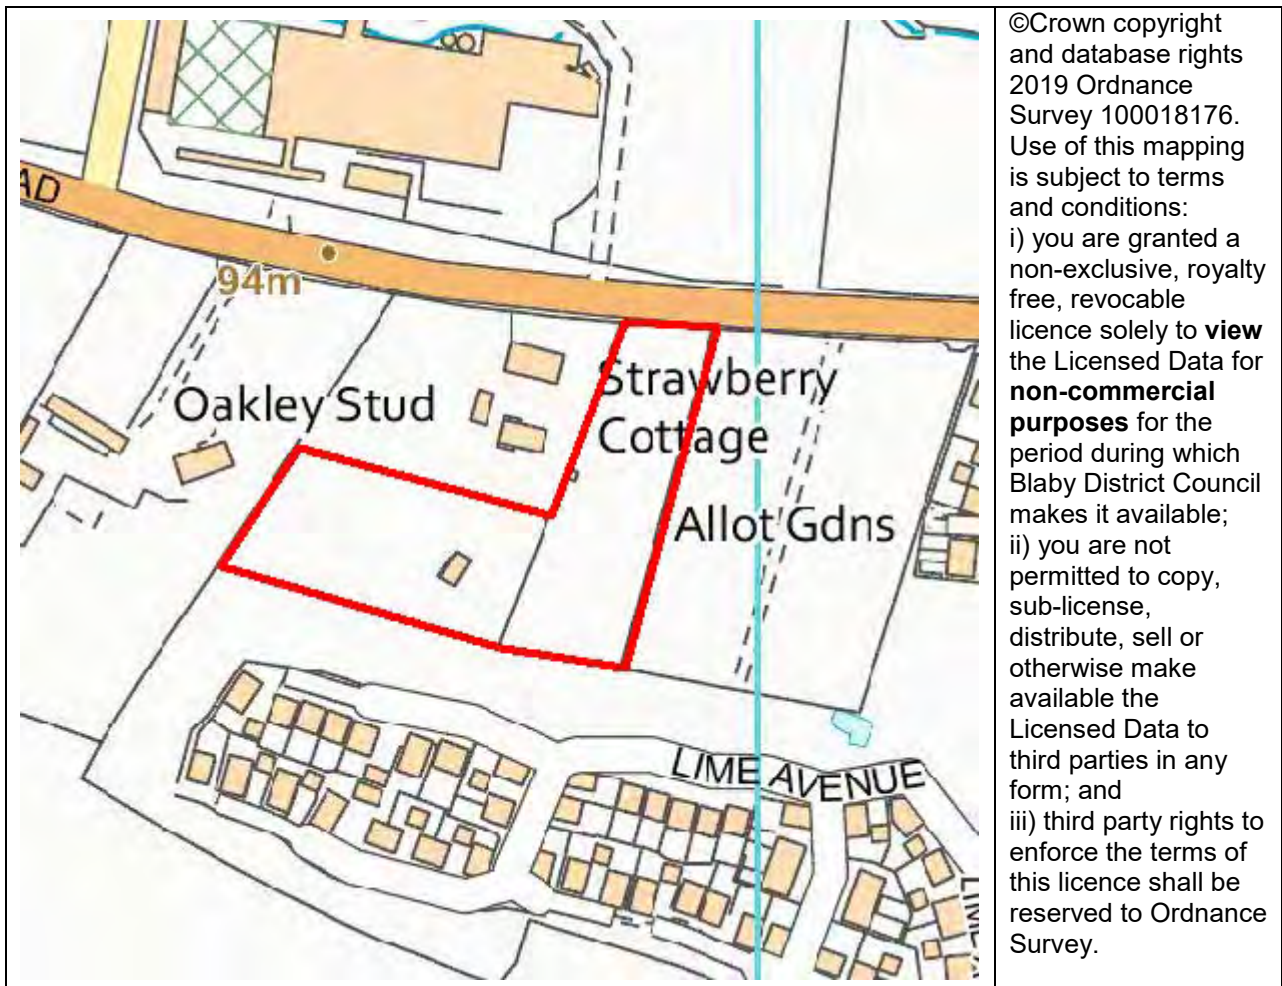 AD
94m
Oakley Stud
Strawberry
Cottage
Allot Gdns
LIME AVENUE
©Crown copyright
and database rights
2019 Ordnance
Survey 100018176.
Use of this mapping
is subject to terms
and conditions:
i) you are granted a
non-exclusive, royalty
free, revocable
licence solely to view
the Licensed Data for
non-commercial
purposes for the
period during which
Blaby District Council
makes it available;
ii) you are not
permitted to copy,
sub-license,
distribute, sell or
otherwise make
available the
Licensed Data to
third parties in any
form; and
iii) third party rights to
enforce the terms of
this licence shall be
reserved to Ordnance
Survey.